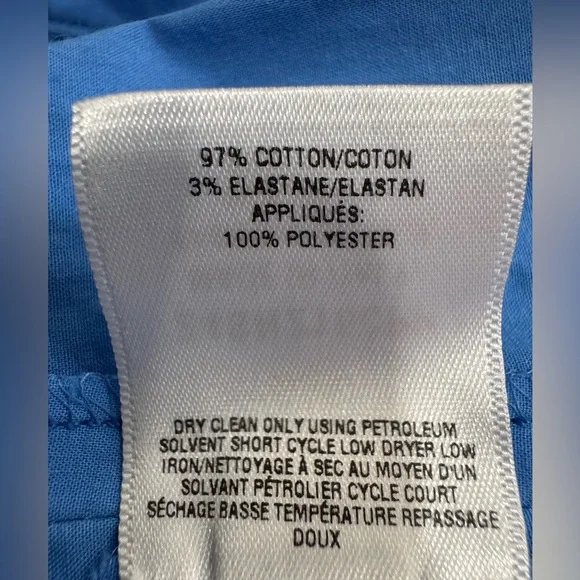 97% COTTON/COTON
3% ELASTANE/ELASTAN
APPLIQUÉS:
100% POLYESTER
DRY CLEAN ONLY USING PETROLEUM
SOLVENT SHORT CYCLE LOW DRYER LOW
IRON/NETTOYAGE À SEC AU MOYEN D'UN
SOLVANT PÉTROLIER CYCLE COURT
SÉCHAGE BASSE TEMPÉRATURE REPASSAGE
DOUX